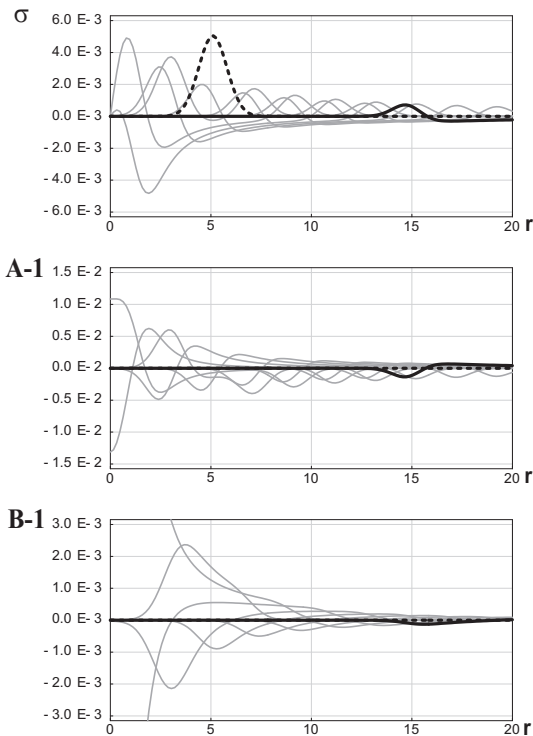 σ
6.0 E- 3
4.0 E- 3
2.0 E- 3
0.0 E- 3
- 2.0 E- 3
- 4.0 E- 3
- 6.0 E- 3
0 5 10 15 20 r
A-1
1.5 E- 2
1.0 E- 2
0.5 E- 2
0.0 E- 2
- 0.5 E- 2
- 1.0 E- 2
- 1.5 E- 2
0 5 10 15 20 r
B-1
3.0 E- 3
2.0 E- 3
1.0 E- 3
0.0 E- 3
- 1.0 E- 3
- 2.0 E- 3
- 3.0 E- 3
0 5 10 15 20 r